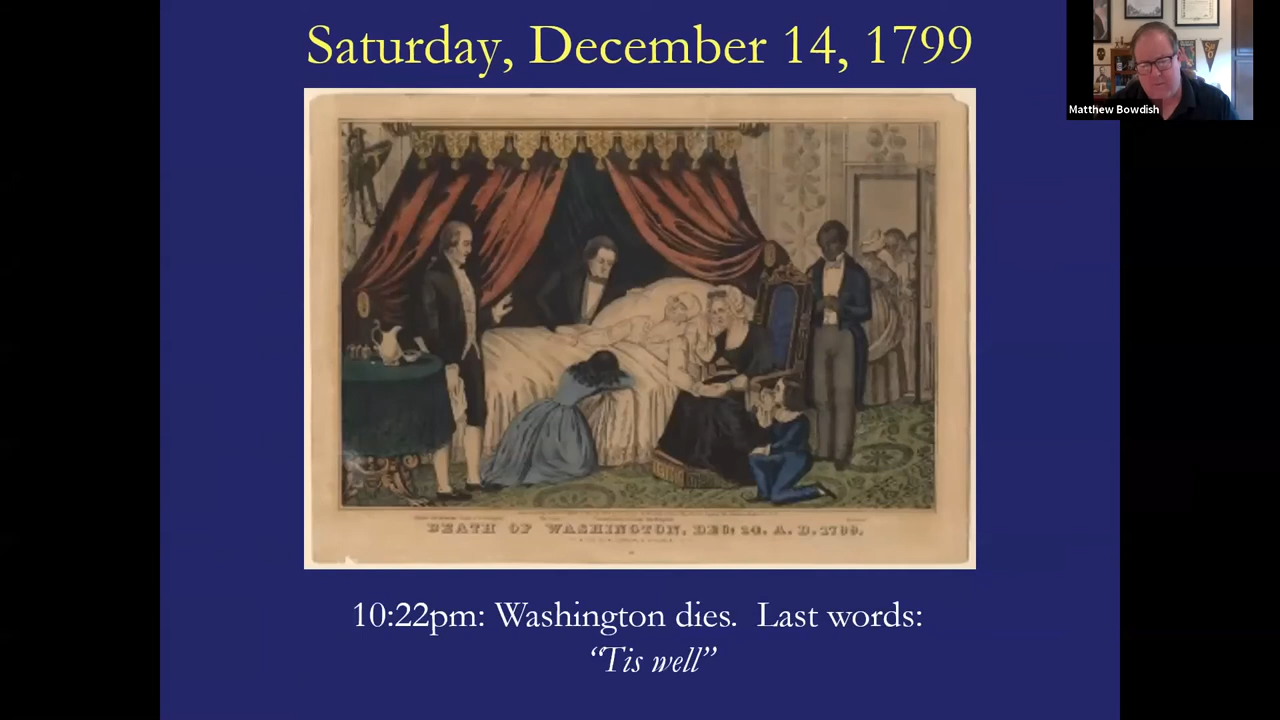 Saturday, December 14, 1799
Matthew Bowdish
DEATH OF WASHINGTON, DEC: 14. A. D. 1799.
10:22pm: Washington dies.  Last words:
“Tis well”